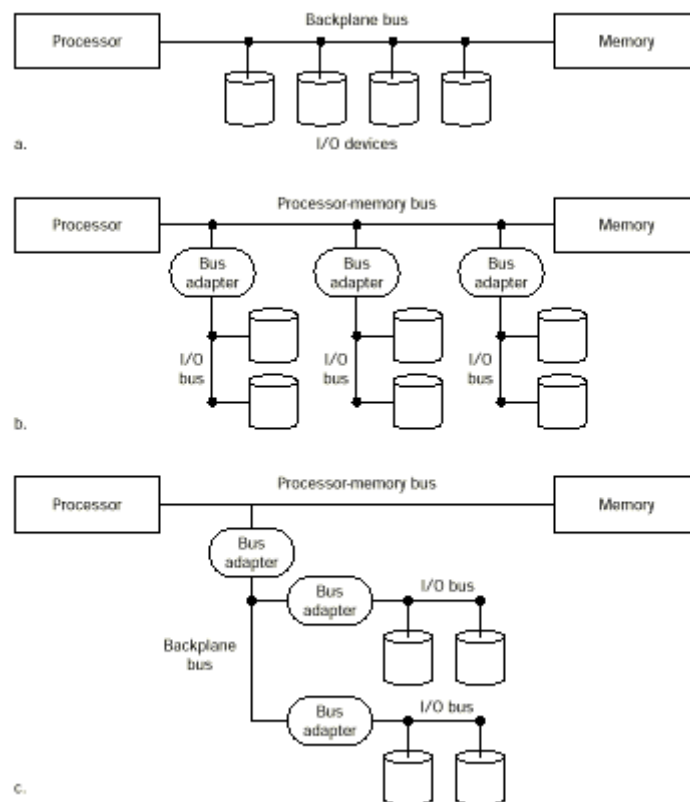 Backplane bus
Processor
Memory
I/O devices
a.
Processor-memory bus
Processor
Memory
Bus
adapter
Bus
adapter
Bus
adapter
I/O
bus
I/O
bus
I/O
bus
b.
Processor-memory bus
Processor
Memory
Bus
adapter
Bus
adapter
I/O bus
Backplane
bus
Bus
adapter
I/O bus
c.